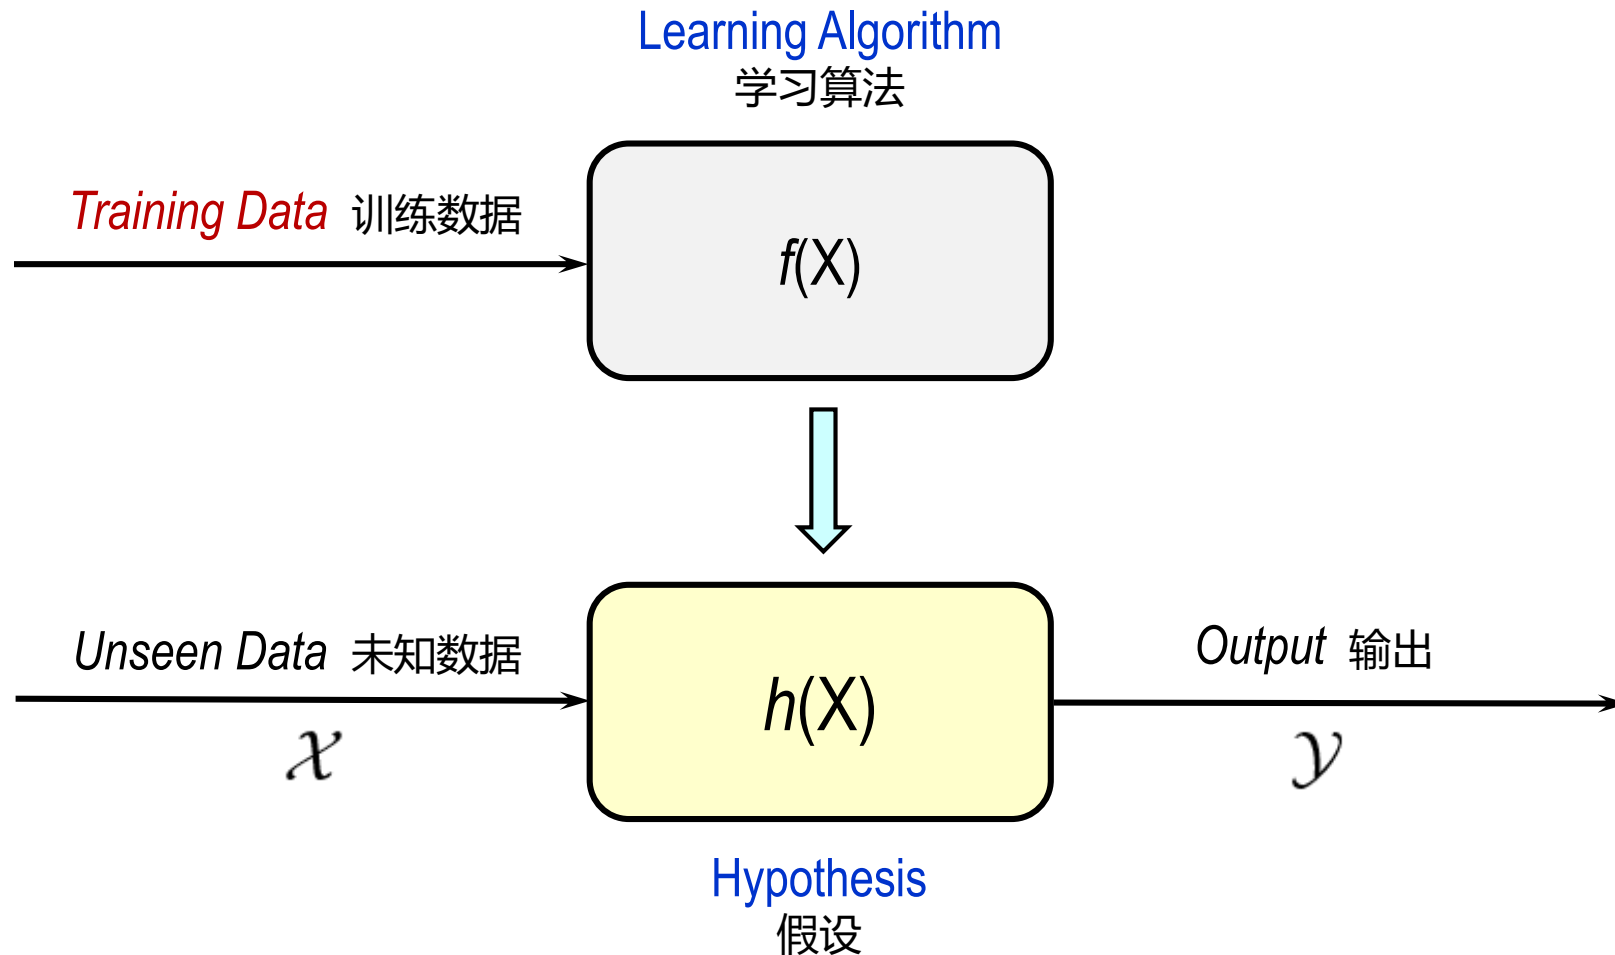 Learning Algorithm
学习算法
Training Data 训练数据
f(X)
Unseen Data 未知数据
Output 输出
h(X)
𝒳
𝒴
Hypothesis
假设